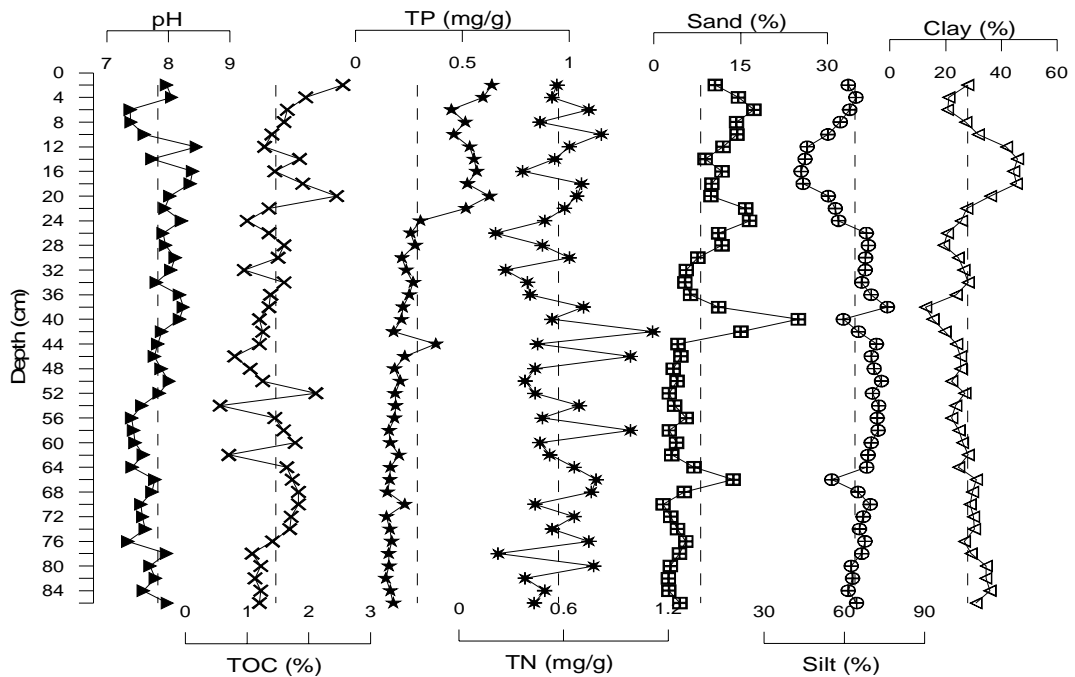 pH
TP (mg/g)
Sand (%)
Clay (%)
7 8 9
0 0.5 1
0 15 30
0 20 40 60
Depth (cm)
0
4
8
12
16
20
24
28
32
36
40
44
48
52
56
60
64
68
72
76
80
84
0 1 2 3
0 0.6 1.2
30 60 90
TOC (%)
TN (mg/g)
Silt (%)